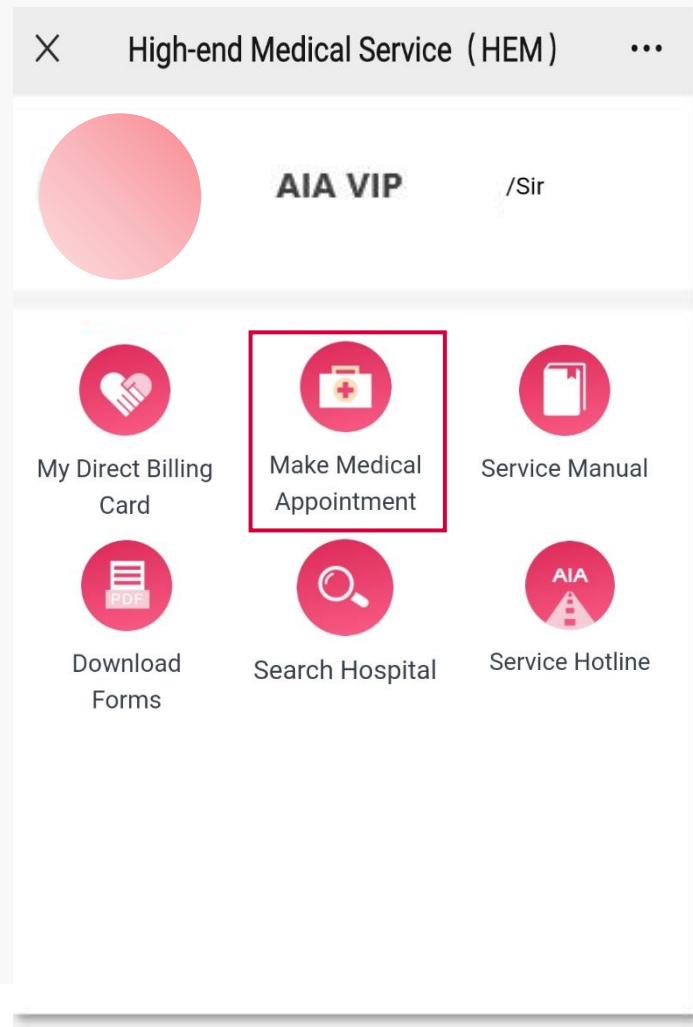 High-end Medical Service (HEM)
AIA VIP /Sir
My Direct Billing
Card
Make Medical
Appointment
Service Manual
PDF
AIA
Download
Forms
Search Hospital
Service Hotline